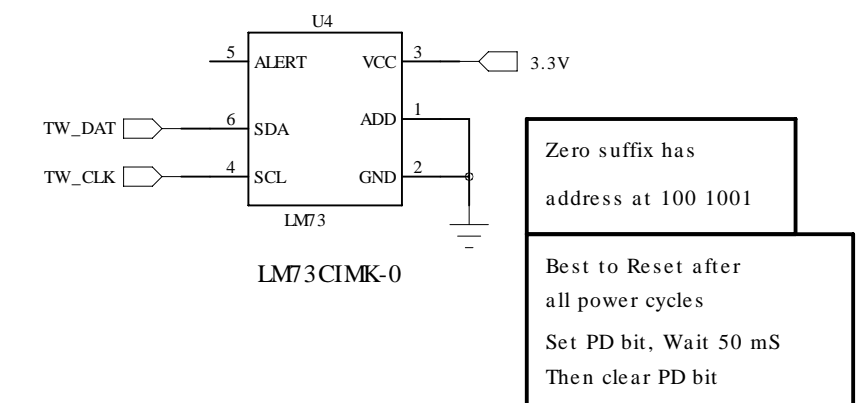 U4
5 ALERT VCC 3 3.3V
TW_DAT 6 SDA ADD 1
TW_CLK 4 SCL GND 2
LM73
LM73CIMK-0
Zero suffix has
address at 100 1001
Best to Reset after
all power cycles
Set PD bit, Wait 50 mS
Then clear PD bit